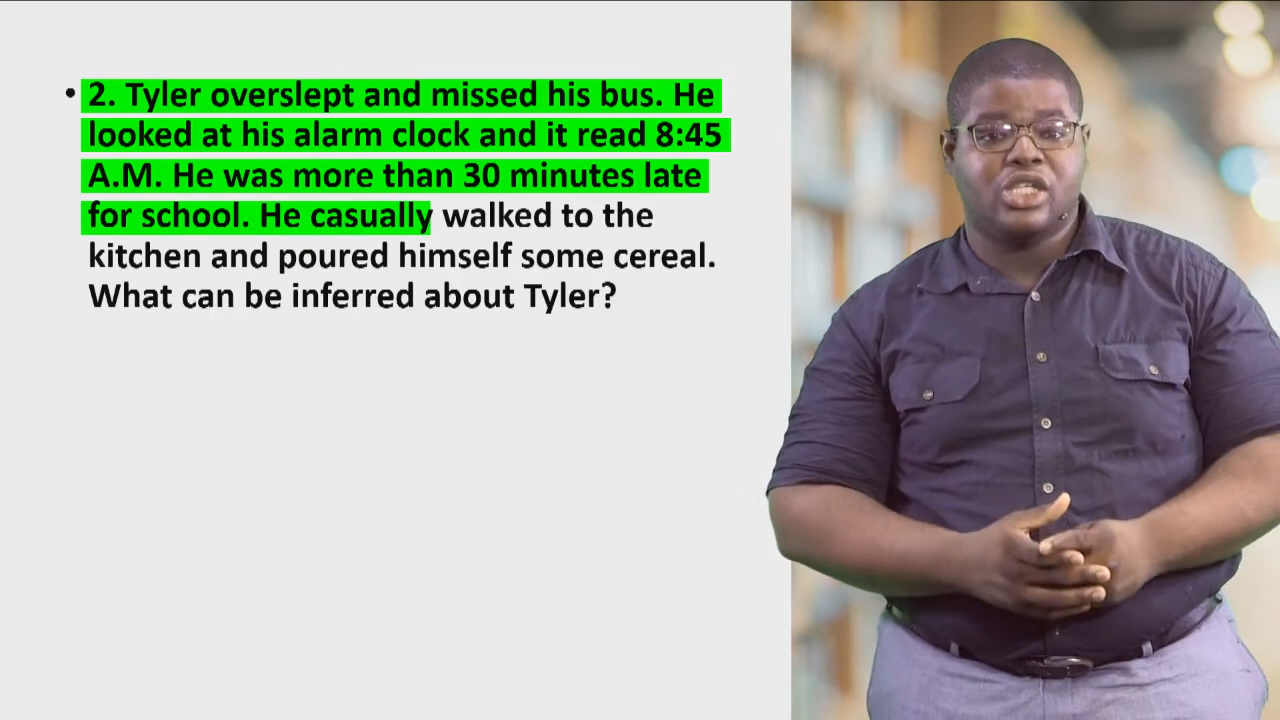 • 2. Tyler overslept and missed his bus. He
looked at his alarm clock and it read 8:45
A.M. He was more than 30 minutes late
for school. He casually walked to the
kitchen and poured himself some cereal.
What can be inferred about Tyler?